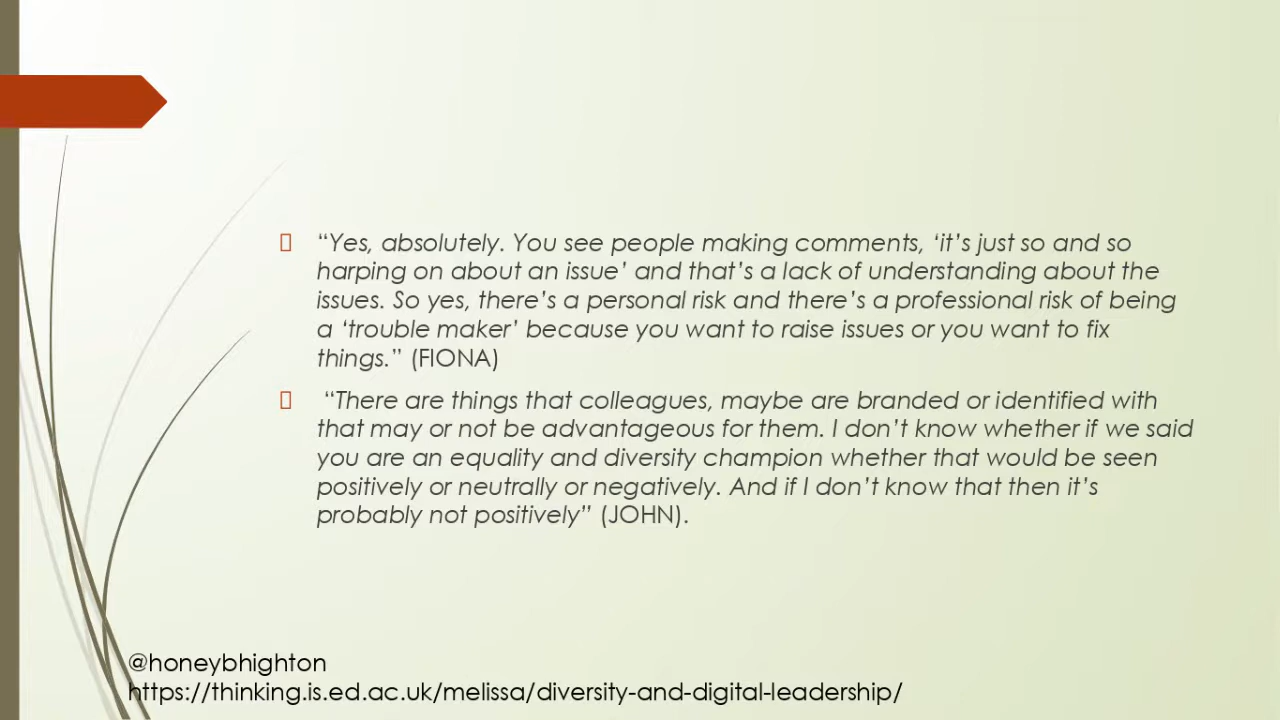 “Yes, absolutely. You see people making comments, ‘it’s just so and so
harping on about an issue’ and that’s a lack of understanding about the
issues. So yes, there’s a personal risk and there’s a professional risk of being
a ‘trouble maker’ because you want to raise issues or you want to fix
things.” (FIONA)
“There are things that colleagues, maybe are branded or identified with
that may or not be advantageous for them. I don’t know whether if we said
you are an equality and diversity champion whether that would be seen
positively or neutrally or negatively. And if I don’t know that then it’s
probably not positively” (JOHN).
@honeybhighton
https://thinking.is.ed.ac.uk/melissa/diversity-and-digital-leadership/